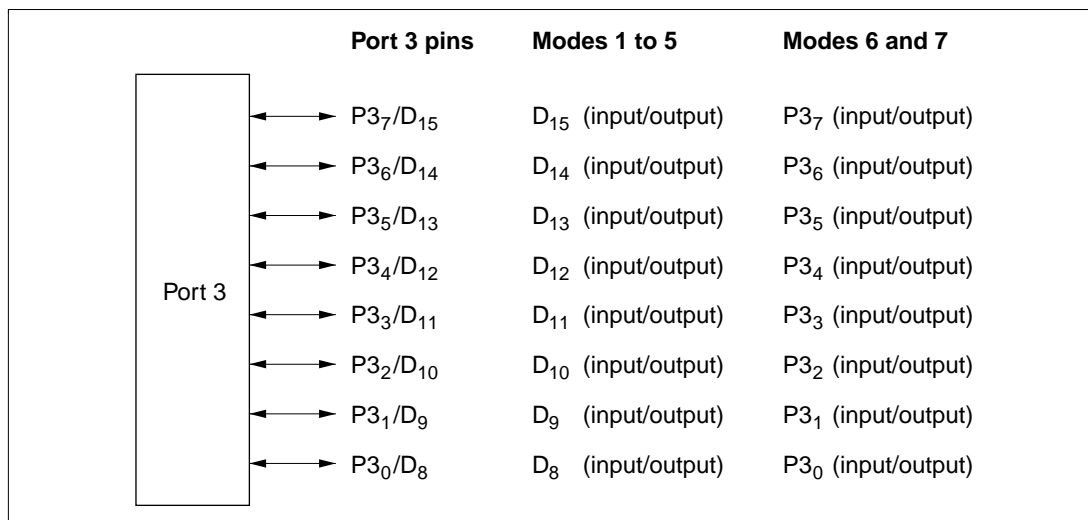 Port 3 pins Modes 1 to 5 Modes 6 and 7
P3₇/D₁₅ D₁₅ (input/output) P3₇ (input/output)
P3₆/D₁₄ D₁₄ (input/output) P3₆ (input/output)
P3₅/D₁₃ D₁₃ (input/output) P3₅ (input/output)
P3₄/D₁₂ D₁₂ (input/output) P3₄ (input/output)
Port 3
P3₃/D₁₁ D₁₁ (input/output) P3₃ (input/output)
P3₂/D₁₀ D₁₀ (input/output) P3₂ (input/output)
P3₁/D₉ D₉ (input/output) P3₁ (input/output)
P3₀/D₈ D₈ (input/output) P3₀ (input/output)